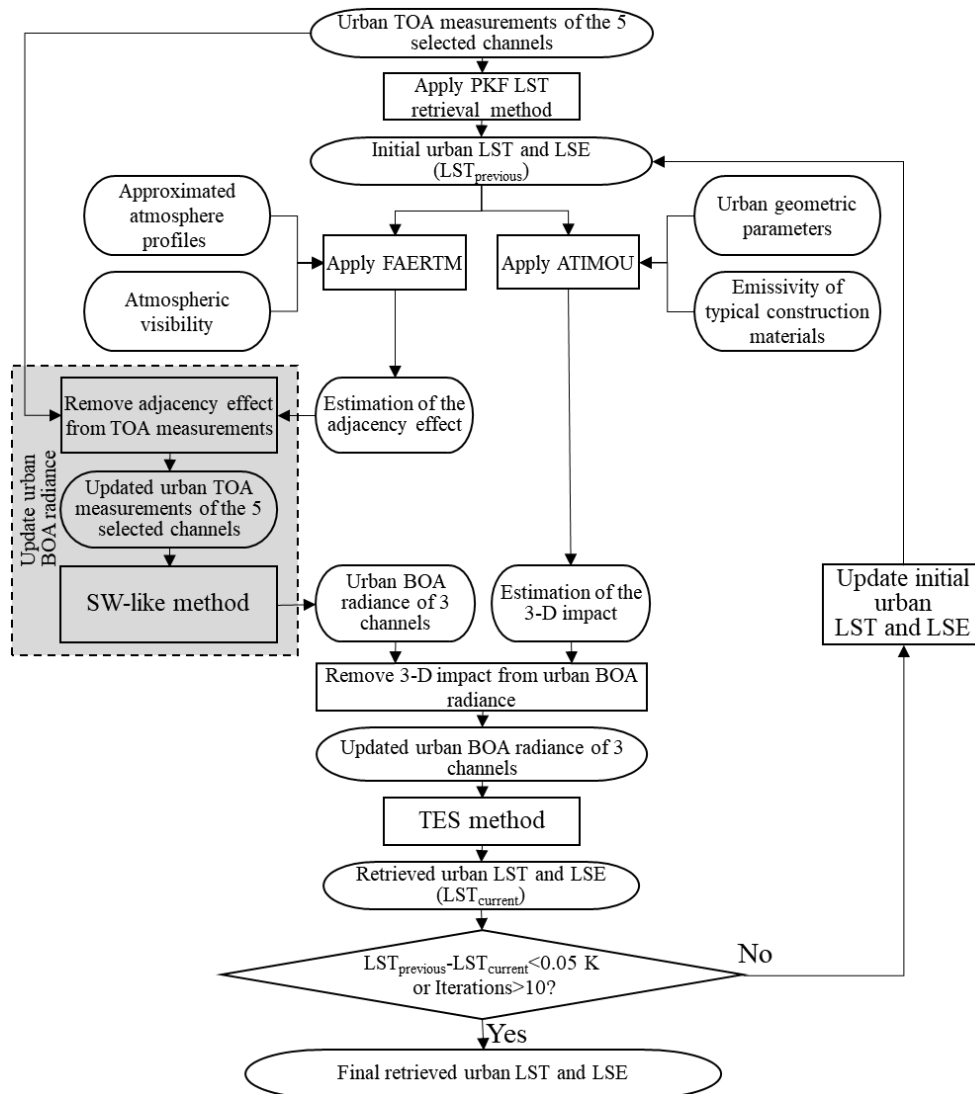 Urban TOA measurements of the 5
selected channels
Apply PKF LST
retrieval method
Initial urban LST and LSE
(LSTprevious)
Approximated
atmosphere
profiles
Atmospheric
visibility
Apply FAERTM
Apply ATIMOU
Urban geometric
parameters
Emissivity of
typical construction
materials
Update urban
BOA radiance
Remove adjacency effect
from TOA measurements
Estimation of the
adjacency effect
Updated urban TOA
measurements of the 5
selected channels
SW-like method
Urban BOA
radiance of 3
channels
Estimation of the
3-D impact
Update initial
urban
LST and LSE
Remove 3-D impact from urban BOA
radiance
Updated urban BOA radiance of 3
channels
TES method
Retrieved urban LST and LSE
(LSTcurrent)
LSTprevious-LSTcurrent<0.05 K
or Iterations>10?
No
Yes
Final retrieved urban LST and LSE